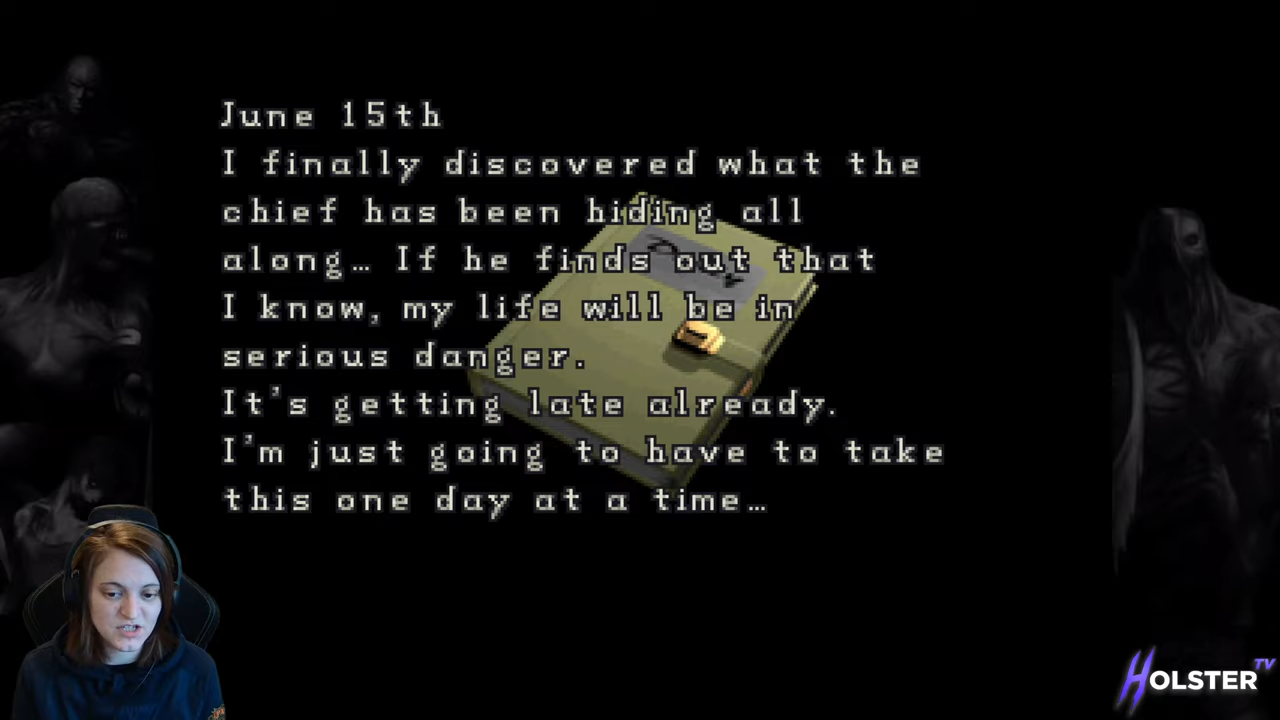 June 15th
I finally discovered what the
chief has been hiding all
along… If he finds out that
I know, my life will be in
serious danger.
It's getting late already.
I'm just going to have to take
this one day at a time…
HOLSTER TV